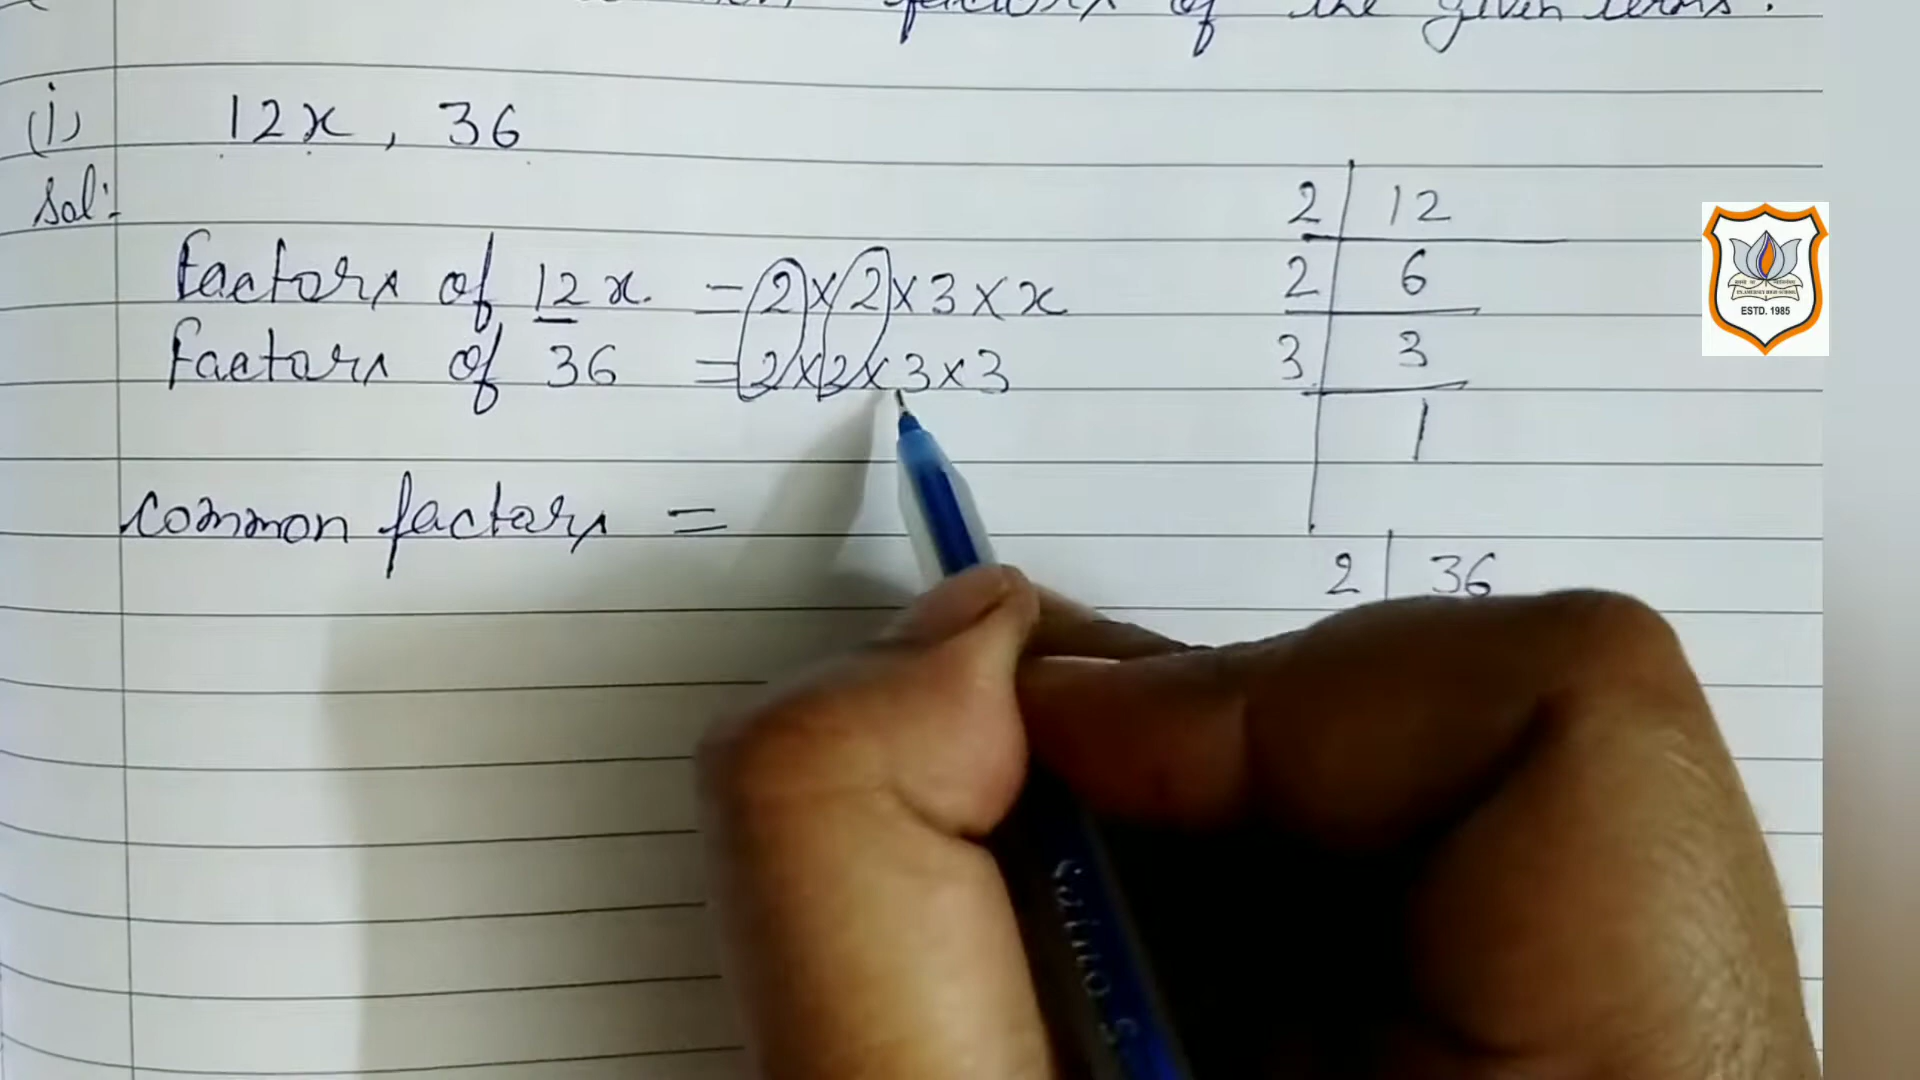 factors of the given terms.
(i) 12x, 36
Sol:-
Factors of 12x. = 2×2×3×x
Factors of 36 = 2×2×3×3
Common factors =
2 | 12
2 | 6
3 | 3
1
2 | 36
ESTD. 1985